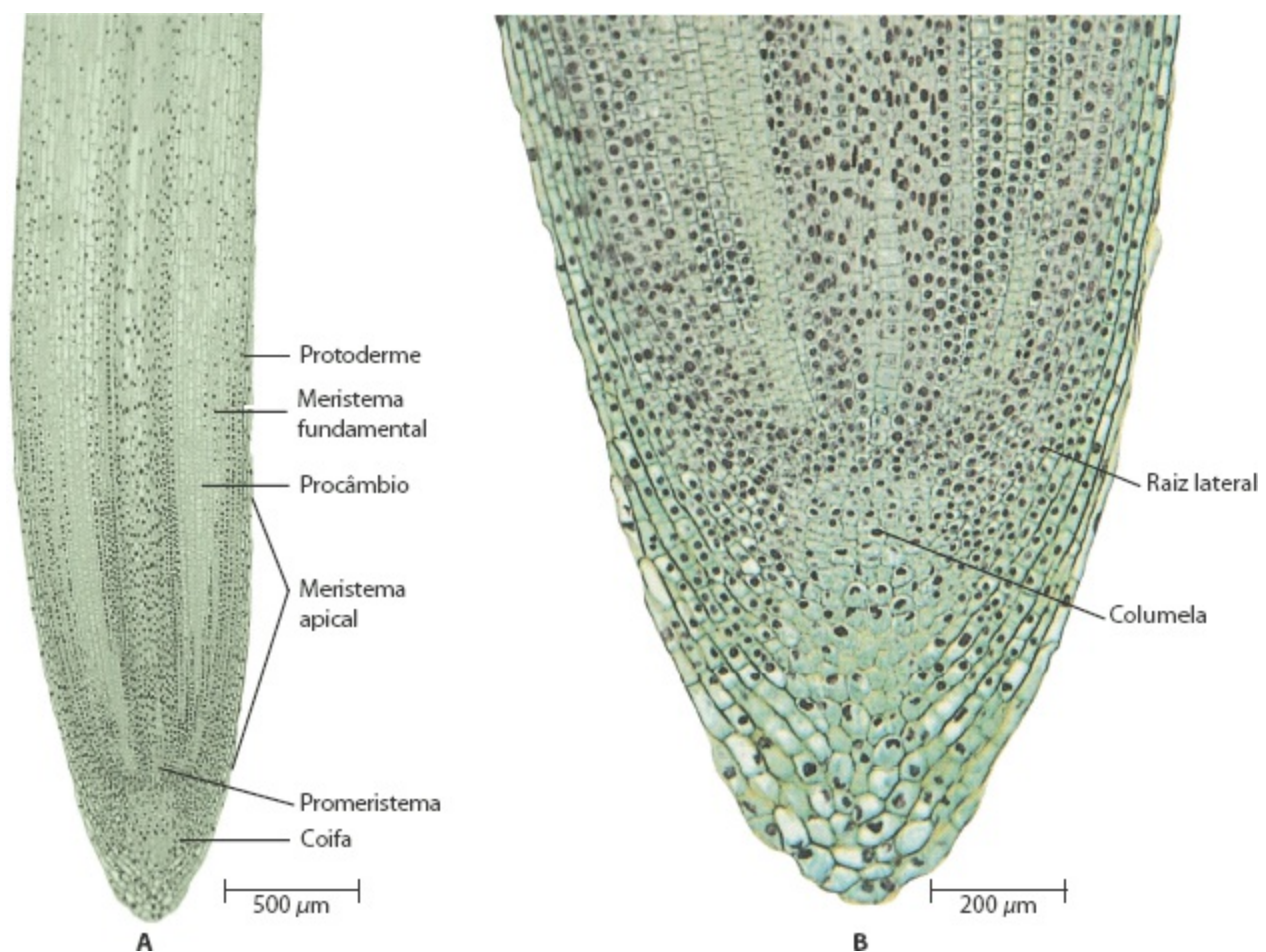 Protoderme
Meristema
fundamental
Procâmbio
Meristema
apical
Promeristema
Coifa
500 μm
A
Raiz lateral
Columela
200 μm
B